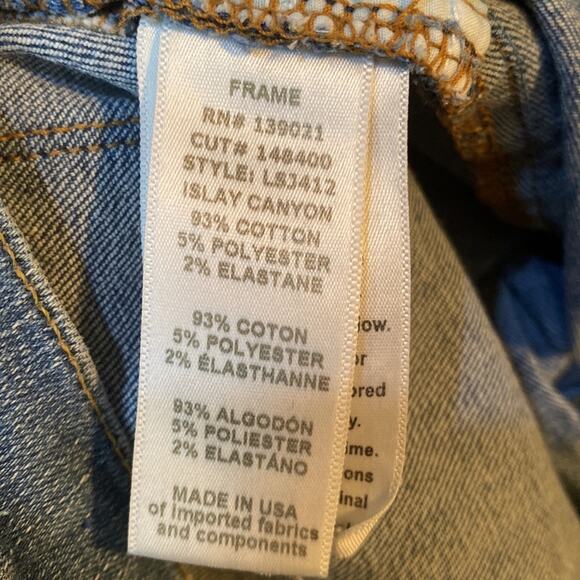 FRAME
RN# 139021
CUT# 148400
STYLE: LSJ412
ISLAY CANYON
93% COTTON
5% POLYESTER
2% ELASTANE
93% COTON
5% POLYESTER
2% ÉLASTHANNE
93% ALGODÓN
5% POLIESTER
2% ELASTÁNO
MADE IN USA
of imported fabrics
and components